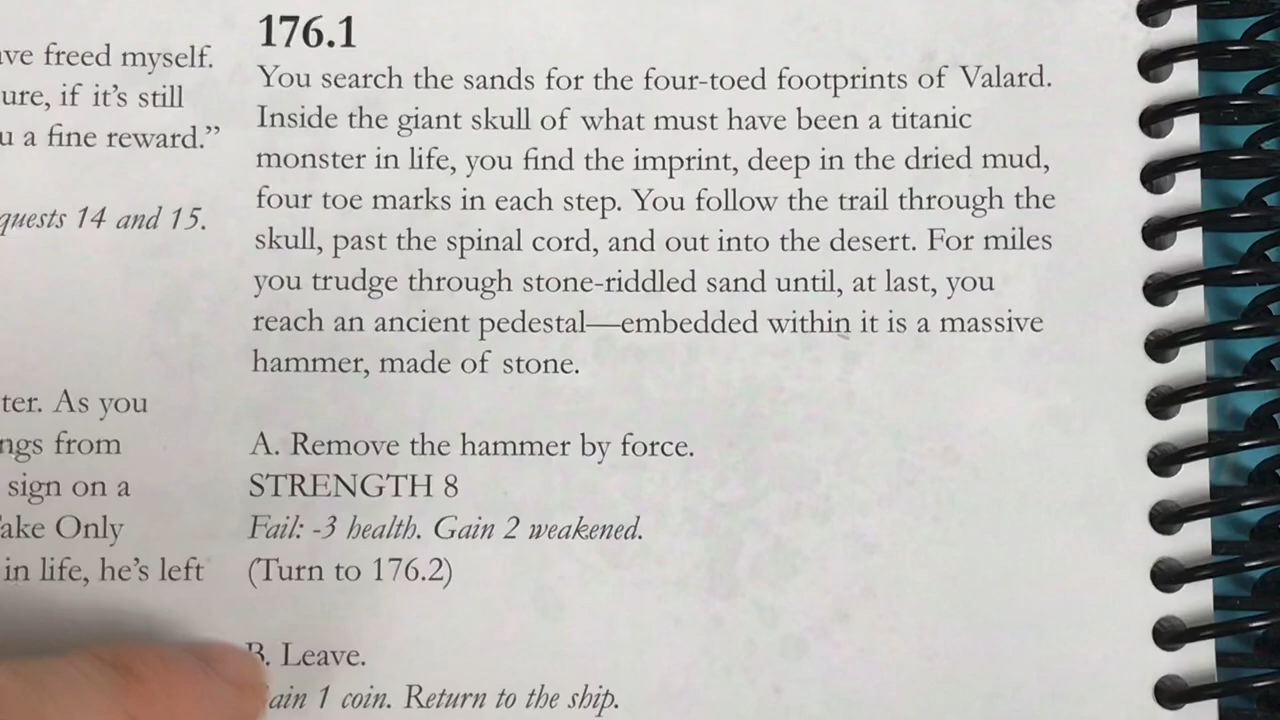 ve freed myself.
ure, if it's still
u a fine reward."
quests 14 and 15.
ter. As you
ngs from
sign on a
ake Only
in life, he's left
176.1
You search the sands for the four-toed footprints of Valard.
Inside the giant skull of what must have been a titanic
monster in life, you find the imprint, deep in the dried mud,
four toe marks in each step. You follow the trail through the
skull, past the spinal cord, and out into the desert. For miles
you trudge through stone-riddled sand until, at last, you
reach an ancient pedestal—embedded within it is a massive
hammer, made of stone.
A. Remove the hammer by force.
STRENGTH 8
Fail: -3 health. Gain 2 weakened.
(Turn to 176.2)
B. Leave.
ain 1 coin. Return to the ship.